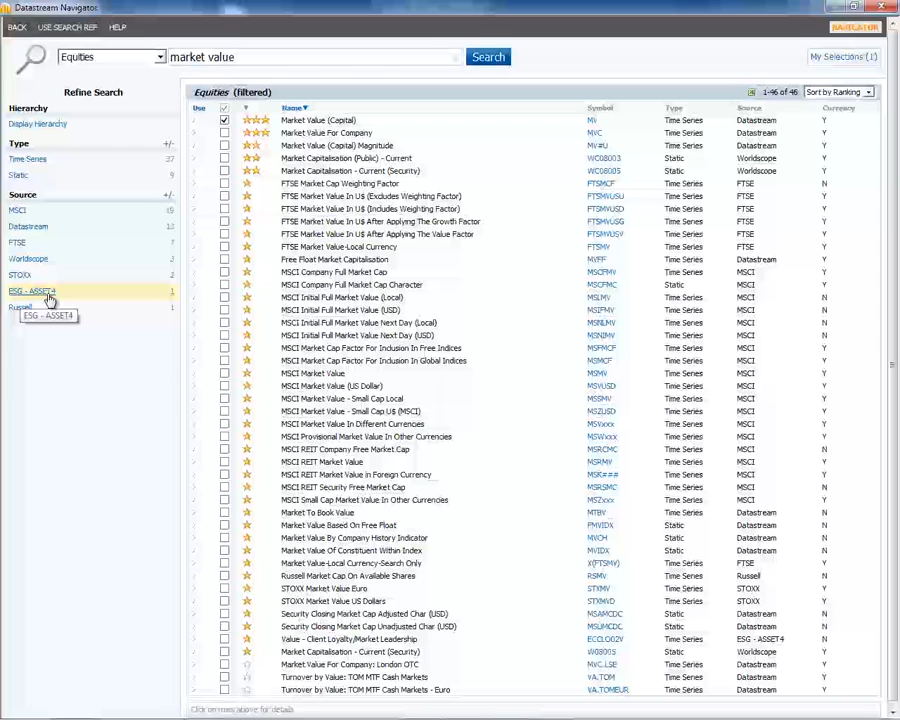 Datastream Navigator
BACK USE SEARCH REF HELP NAVIGATOR
Equities market value Search My Selections (1)
Refine Search
Hierarchy
Display Hierarchy
Type +/-
Time Series 37
Static 9
Source +/-
MSCI
Datastream 13
FTSE 7
Worldscope
STOXX 2
ESG - ASSET4 1
Russell 1
ESG - ASSET4
Equities (filtered) 1-46 of 46 Sort by Ranking
Use Name Symbol Type Source Currency
Market Value (Capital) MV Time Series Datastream Y
Market Value For Company MVC Time Series Datastream Y
Market Value (Capital) Magnitude MV#U Time Series Datastream Y
Market Capitalisation (Public) - Current WC08003 Static Worldscope Y
Market Capitalisation - Current (Security) WC08005 Static Worldscope Y
FTSE Market Cap Weighting Factor FTSMCF Time Series FTSE N
FTSE Market Value In U$ (Excludes Weighting Factor) FTSMVUSU Time Series FTSE Y
FTSE Market Value In U$ (Includes Weighting Factor) FTSMVUSD Time Series FTSE Y
FTSE Market Value In U$ After Applying The Growth Factor FTSMVUSG Time Series FTSE Y
FTSE Market Value In U$ After Applying The Value Factor FTSMVUSV Time Series FTSE Y
FTSE Market Value-Local Currency FTSMV Time Series FTSE Y
Free Float Market Capitalisation MVFF Time Series Datastream Y
MSCI Company Full Market Cap MSCFMV Time Series MSCI Y
MSCI Company Full Market Cap Character MSCFMC Static MSCI Y
MSCI Initial Full Market Value (Local) MSLMV Time Series MSCI Y
MSCI Initial Full Market Value (USD) MSIFMV Time Series MSCI Y
MSCI Initial Full Market Value Next Day (Local) MSNLMV Time Series MSCI Y
MSCI Initial Full Market Value Next Day (USD) MSNIMV Time Series MSCI Y
MSCI Market Cap Factor For Inclusion In Free Indices MSFMCF Time Series MSCI N
MSCI Market Cap Factor For Inclusion In Global Indices MSMCF Time Series MSCI Y
MSCI Market Value MSMV Time Series MSCI Y
MSCI Market Value (US Dollar) MSVUSD Time Series MSCI Y
MSCI Market Value - Small Cap Local MSSMV Time Series MSCI Y
MSCI Market Value - Small Cap U$ (MSCI) MSZUSD Time Series MSCI Y
MSCI Market Value In Different Currencies MSVxxx Time Series MSCI Y
MSCI Provisional Market Value In Other Currencies MSWxxx Time Series MSCI Y
MSCI REIT Company Free Market Cap MSRCMC Time Series MSCI N
MSCI REIT Market Value MSRMV Time Series MSCI Y
MSCI REIT Market Value in Foreign Currency MSK### Time Series MSCI Y
MSCI REIT Security Free Market Cap MSRSMC Time Series MSCI N
MSCI Small Cap Market Value In Other Currencies MSZxxx Time Series MSCI Y
Market To Book Value MTBV Time Series Datastream N
Market Value Based On Free Float FMVIDX Static Datastream Y
Market Value By Company History Indicator MVCH Static Datastream N
Market Value Of Constituent Within Index MVIDX Static Datastream Y
Market Value-Local Currency-Search Only X(FTSMV) Time Series FTSE Y
Russell Market Cap On Available Shares RSMV Time Series Russell N
STOXX Market Value Euro STXMV Time Series STOXX Y
STOXX Market Value US Dollars STXMVD Time Series STOXX Y
Security Closing Market Cap Adjusted Char (USD) MSAMCDC Static MSCI N
Security Closing Market Cap Unadjusted Char (USD) MSUMCDC Static MSCI N
Value - Client Loyalty/Market Leadership ECCLO02V Time Series ESG - ASSET4 N
Market Capitalisation - Current (Security) W08005 Static Worldscope Y
Market Value For Company: London OTC MVC.LSE Time Series Datastream Y
Turnover by Value: TOM MTF Cash Markets VA.TOM Time Series Datastream Y
Turnover by Value: TOM MTF Cash Markets - Euro VA.TOMEUR Time Series Datastream Y
Click on rows above for details